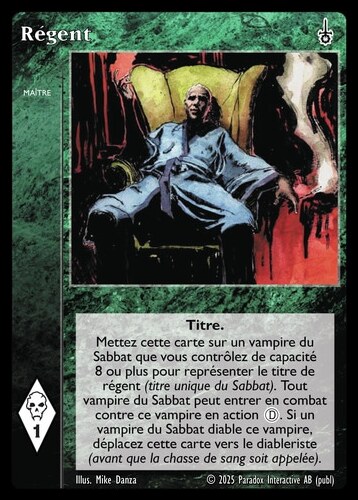 Régent
MAÎTRE
Titre.
Mettez cette carte sur un vampire du
Sabbat que vous contrôlez de capacité
8 ou plus pour représenter le titre de
régent (titre unique du Sabbat). Tout
vampire du Sabbat peut entrer en combat
contre ce vampire en action Ⓓ. Si un
vampire du Sabbat diable ce vampire,
déplacez cette carte vers le diableriste
(avant que la chasse de sang soit appelée).
1
Illus. Mike Danza
© 2025 Paradox Interactive AB (publ)